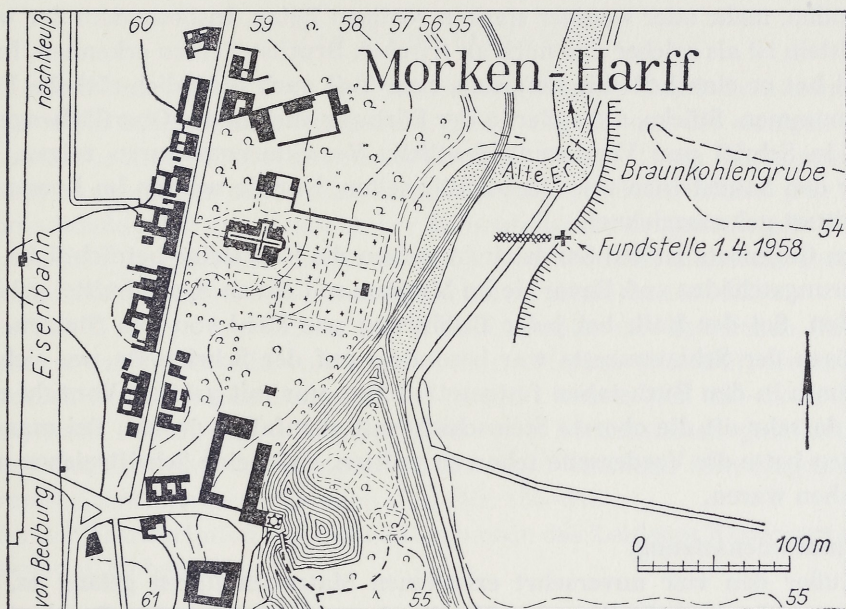 60 59 58 57 56 55
nach Neuß
Morken-Harff
Alte Erft
Braunkohlengrube
54
Fundstelle 1.4.1958
Eisenbahn
von Bedburg
0 100m
61 55 55